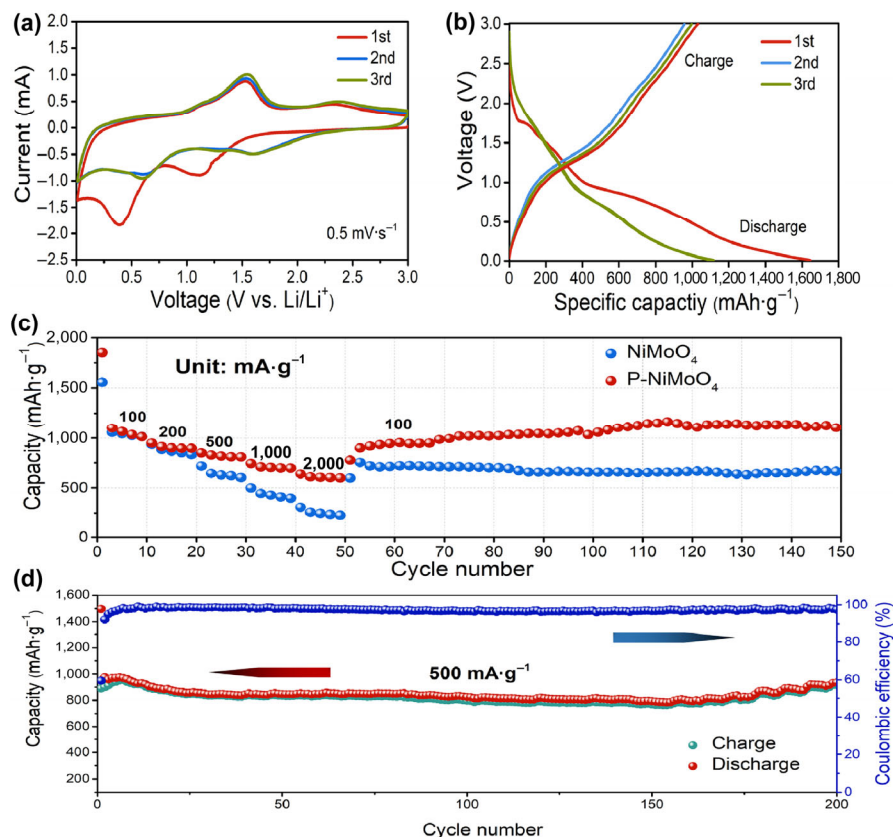 (a)
1.5
1.0
0.5
0.0
−0.5
−1.0
−1.5
−2.0
−2.5
Current (mA)
1st
2nd
3rd
0.5 mV·s⁻¹
0.0 0.5 1.0 1.5 2.0 2.5 3.0
Voltage (V vs. Li/Li⁺)
(b)
3.0
2.5
2.0
1.5
1.0
0.5
0.0
Voltage (V)
1st
2nd
3rd
Charge
Discharge
0 200 400 600 800 1,000 1,200 1,400 1,600 1,800
Specific capactiy (mAh·g⁻¹)
(c)
2,000
1,500
1,000
500
0
Capacity (mAh·g⁻¹)
Unit: mA·g⁻¹
NiMoO₄
P-NiMoO₄
100
200
500
1,000
2,000
100
0 10 20 30 40 50 60 70 80 90 100 110 120 130 140 150
Cycle number
(d)
1,600
1,400
1,200
1,000
800
600
400
200
Capacity (mAh·g⁻¹)
500 mA·g⁻¹
Charge
Discharge
100
80
60
40
20
0
Coulombic efficiency (%)
0 50 100 150 200
Cycle number